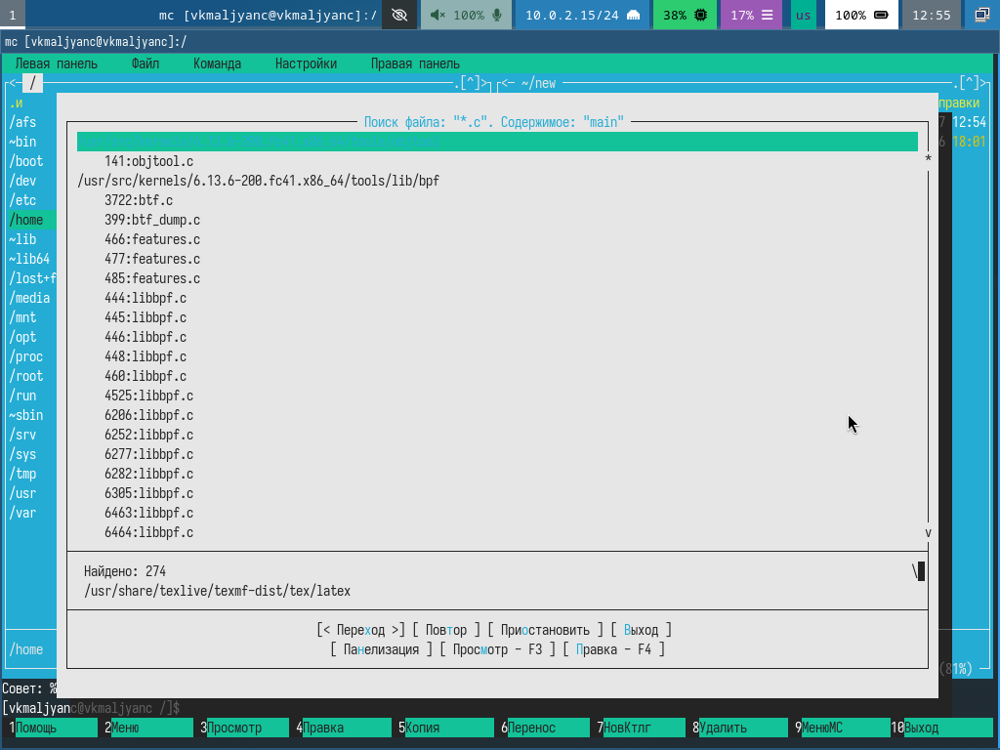 1 mc [vkmaljyanc@vkmaljyanc]:/ 100% 10.0.2.15/24 38% 17% us 100% 12:55
mc [vkmaljyanc@vkmaljyanc]:/
Левая панель Файл Команда Настройки Правая панель
<─ / .[^]> <─ ~/new .[^]>
.и правки
/afs 7 12:54
~bin 6 18:01
/boot
/dev
/etc
/home
~lib
~lib64
/lost+f
/media
/mnt
/opt
/proc
/root
/run
~sbin
/srv
/sys
/tmp
/usr
/var
Поиск файла: "*.c". Содержимое: "main"
141:objtool.c *
/usr/src/kernels/6.13.6-200.fc41.x86_64/tools/lib/bpf
3722:btf.c
399:btf_dump.c
466:features.c
477:features.c
485:features.c
444:libbpf.c
445:libbpf.c
446:libbpf.c
448:libbpf.c
460:libbpf.c
4525:libbpf.c
6206:libbpf.c
6252:libbpf.c
6277:libbpf.c
6282:libbpf.c
6305:libbpf.c
6463:libbpf.c
6464:libbpf.c v
Найдено: 274 \
/usr/share/texlive/texmf-dist/tex/latex
[< Переход >] [ Повтор ] [ Приостановить ] [ Выход ]
[ Панелизация ] [ Просмотр - F3 ] [ Правка - F4 ]
/home
(81%)
Совет: %
[vkmaljyanc@vkmaljyanc /]$
1Помощь 2Меню 3Просмотр 4Правка 5Копия 6Перенос 7НовКтлг 8Удалить 9МенюMC 10Выход